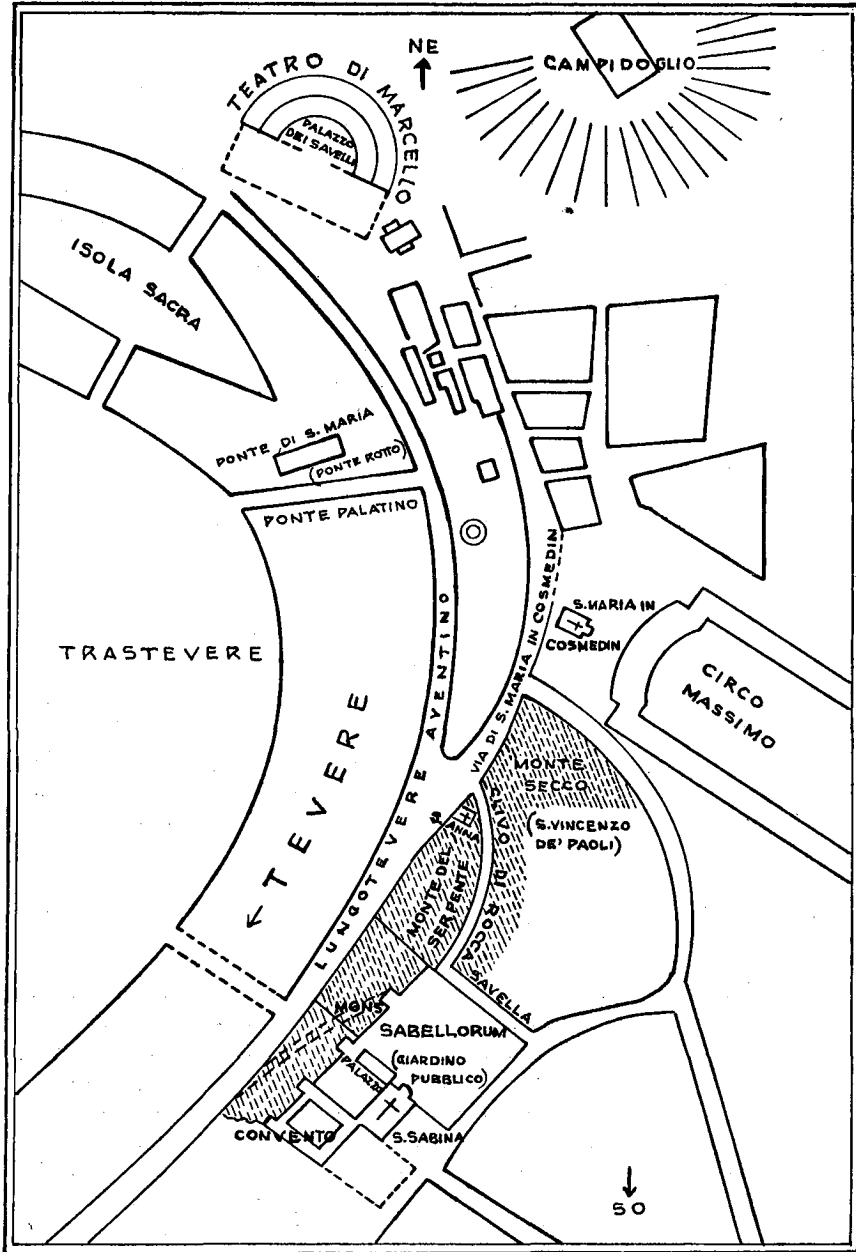 NE
CAMPIDOGLIO
TEATRO DI MARCELLO
PALAZZO
DEI SAVELLI
ISOLA SACRA
PONTE DI S. MARIA
(PONTE ROTTO)
PONTE PALATINO
TRASTEVERE
TEVERE
LUNGOTEVERE AVENTINO
VIA DI S. MARIA IN COSMEDIN
S. MARIA IN
COSMEDIN
CIRCO
MASSIMO
MONTE
SECCO
(S. VINCENZO
DE' PAOLI)
CLIVO DI ROCCA SAVELLA
ANNA
MONTE DEL
SERPENTE
MONS
SABELLORUM
(GIARDINO
PUBBLICO)
PALAZZO
CONVENTO
S. SABINA
SO